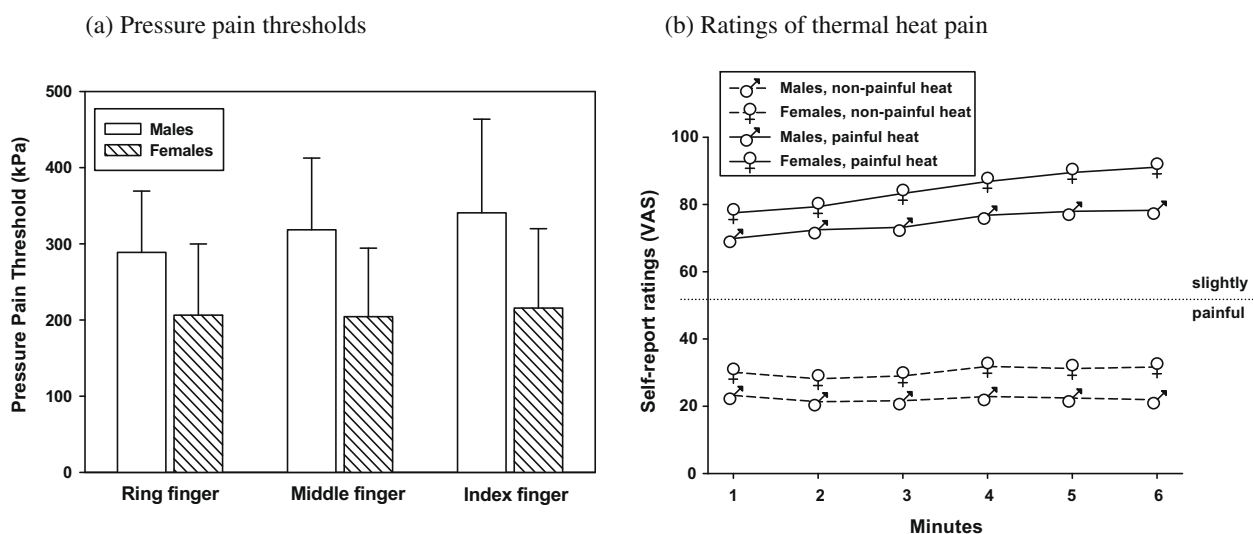 (a) Pressure pain thresholds
Pressure Pain Threshold (kPa)
500
400
300
200
100
0
Males
Females
Ring finger
Middle finger
Index finger
(b) Ratings of thermal heat pain
Males, non-painful heat
Females, non-painful heat
Males, painful heat
Females, painful heat
Self-report ratings (VAS)
100
80
60
40
20
0
slightly
painful
1 2 3 4 5 6
Minutes